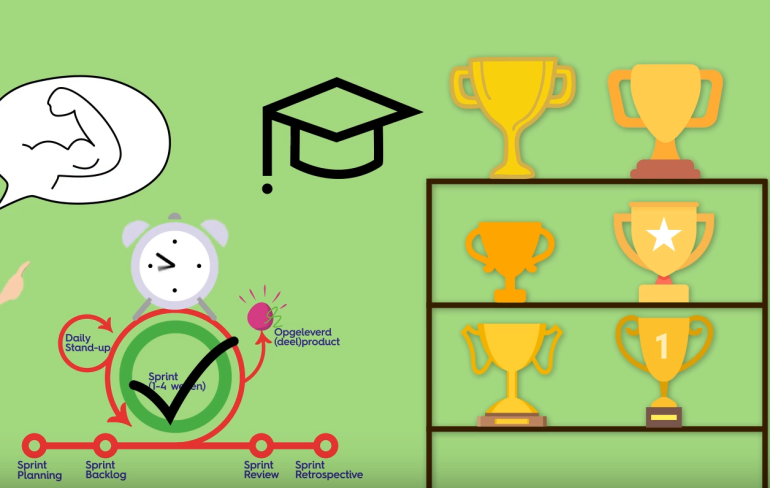 Daily
Stand-up
Opgeleverd
(deel)product
Sprint
(1-4 weken)
1
Sprint
Planning
Sprint
Backlog
Sprint
Review
Sprint
Retrospective